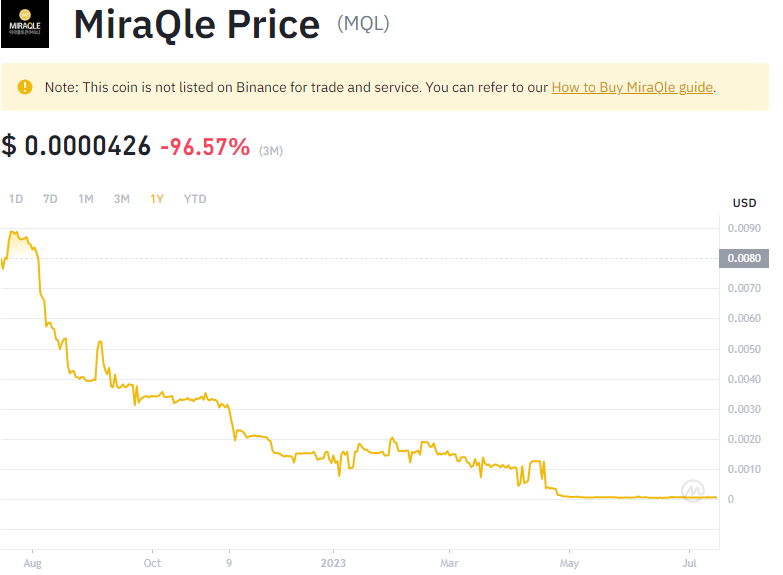 MIRAQLE
MiraQle Price (MQL)
Note: This coin is not listed on Binance for trade and service. You can refer to our How to Buy MiraQle guide.
$ 0.0000426 -96.57% (3M)
1D 7D 1M 3M 1Y YTD
USD
0.0090
0.0080
0.0070
0.0060
0.0050
0.0040
0.0030
0.0020
0.0010
0
Aug Oct 9 2023 Mar May Jul